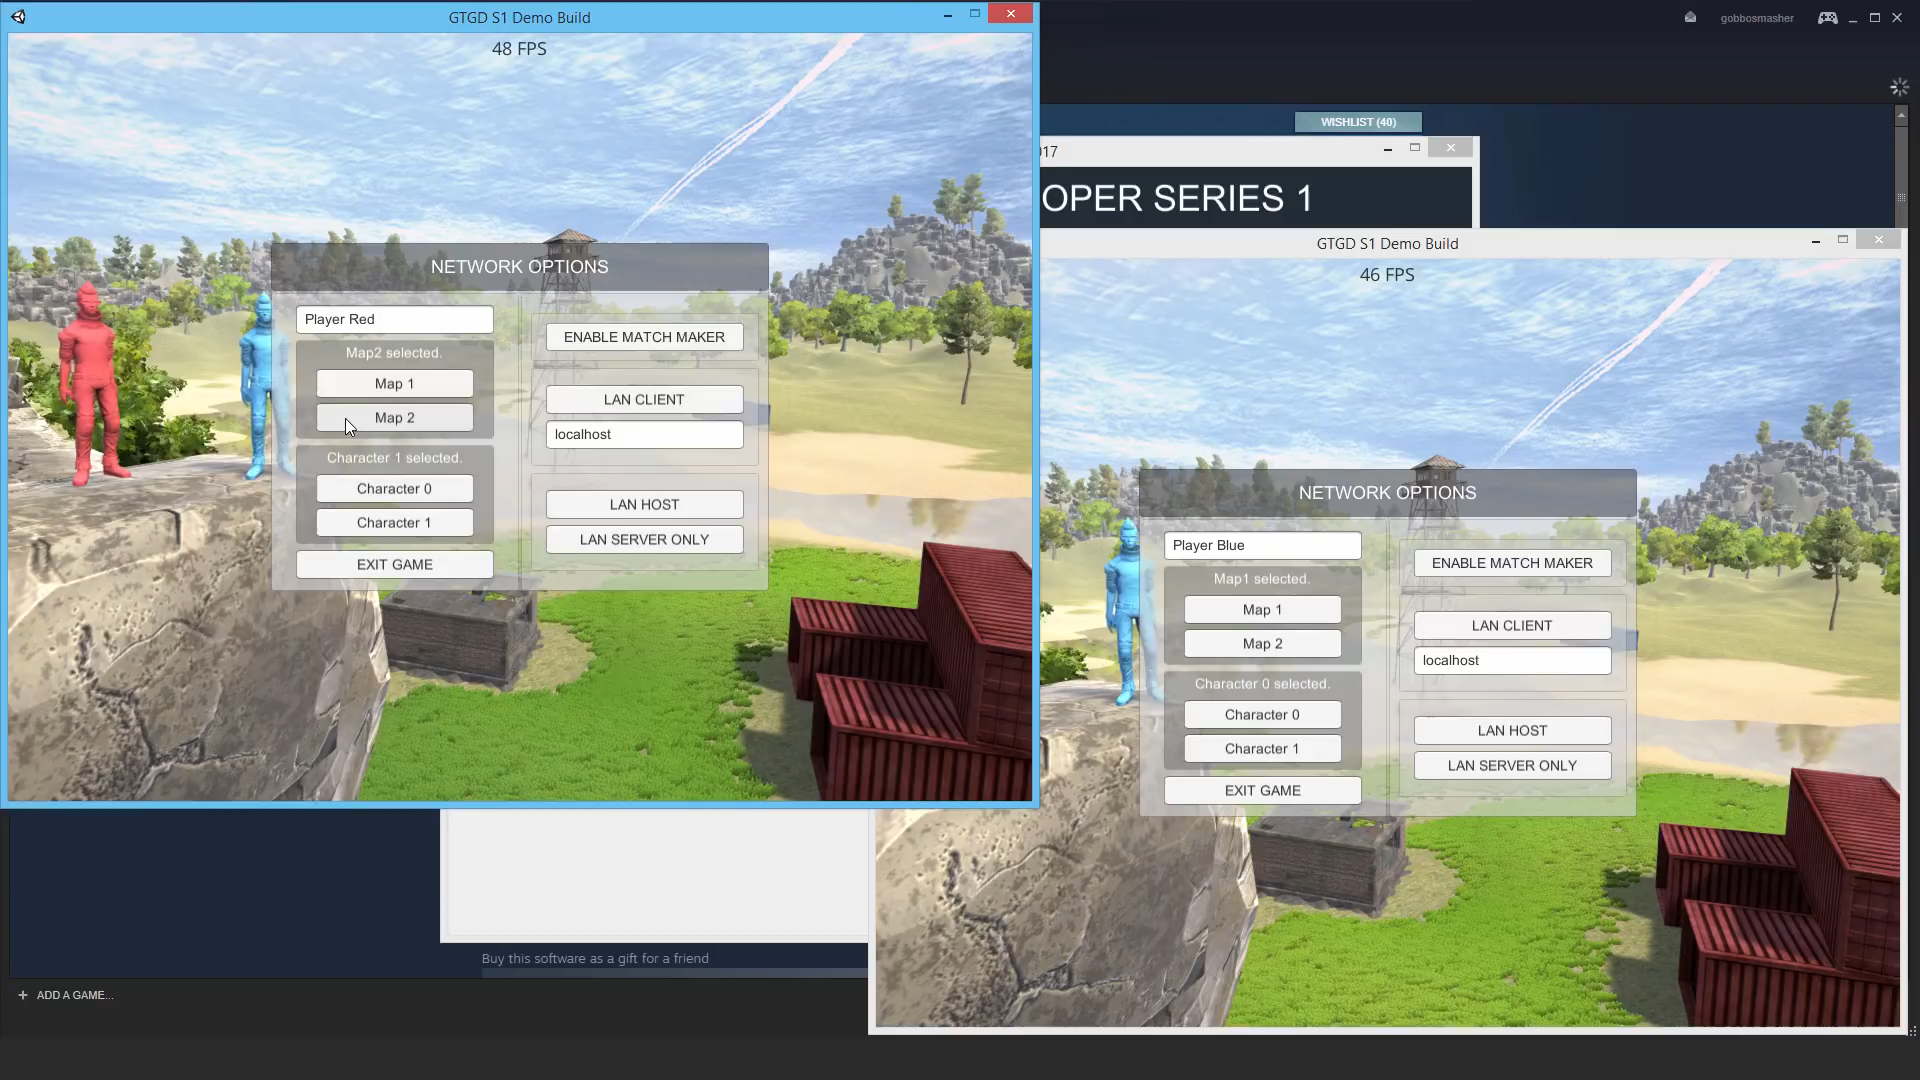 GTGD S1 Demo Build
48 FPS
NETWORK OPTIONS
Player Red
Map2 selected.
Map 1
Map 2
Character 1 selected.
Character 0
Character 1
EXIT GAME
ENABLE MATCH MAKER
LAN CLIENT
localhost
LAN HOST
LAN SERVER ONLY
gobbosmasher
WISHLIST (40)
017
OPER SERIES 1
GTGD S1 Demo Build
46 FPS
NETWORK OPTIONS
Player Blue
Map1 selected.
Map 1
Map 2
Character 0 selected.
Character 0
Character 1
EXIT GAME
ENABLE MATCH MAKER
LAN CLIENT
localhost
LAN HOST
LAN SERVER ONLY
Buy this software as a gift for a friend
+ ADD A GAME...